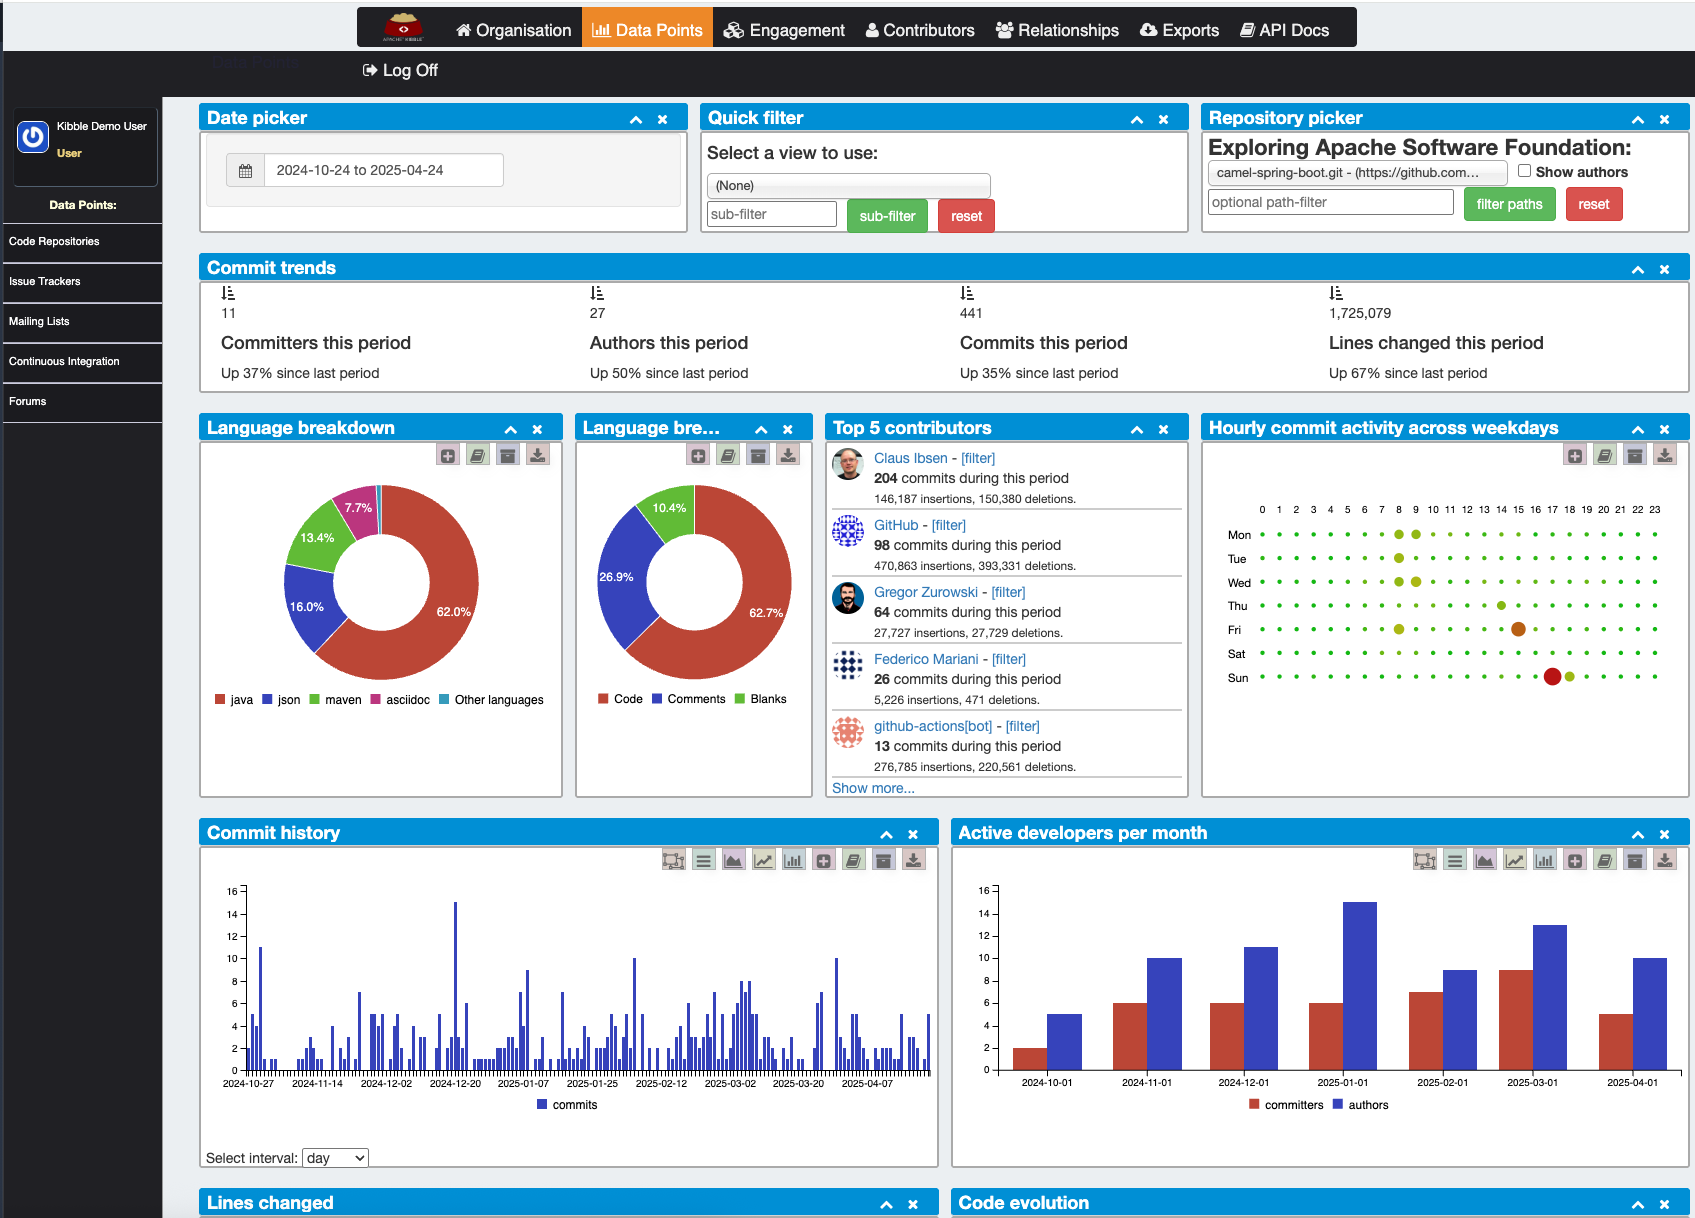 APACHE KIBBLE
Organisation
Data Points
Engagement
Contributors
Relationships
Exports
API Docs
Data Points
Log Off
Kibble Demo User
User
Data Points:
Code Repositories
Issue Trackers
Mailing Lists
Continuous Integration
Forums
Date picker
2024-10-24 to 2025-04-24
Quick filter
Select a view to use:
(None)
sub-filter
sub-filter
reset
Repository picker
Exploring Apache Software Foundation:
camel-spring-boot.git - (https://github.com...
Show authors
optional path-filter
filter paths
reset
Commit trends
11
Committers this period
Up 37% since last period
27
Authors this period
Up 50% since last period
441
Commits this period
Up 35% since last period
1,725,079
Lines changed this period
Up 67% since last period
Language breakdown
7.7%
13.4%
16.0%
62.0%
java json maven asciidoc Other languages
Language bre...
10.4%
26.9%
62.7%
Code Comments Blanks
Top 5 contributors
Claus Ibsen - [filter]
204 commits during this period
146,187 insertions, 150,380 deletions.
GitHub - [filter]
98 commits during this period
470,863 insertions, 393,331 deletions.
Gregor Zurowski - [filter]
64 commits during this period
27,727 insertions, 27,729 deletions.
Federico Mariani - [filter]
26 commits during this period
5,226 insertions, 471 deletions.
github-actions[bot] - [filter]
13 commits during this period
276,785 insertions, 220,561 deletions.
Show more...
Hourly commit activity across weekdays
0 1 2 3 4 5 6 7 8 9 10 11 12 13 14 15 16 17 18 19 20 21 22 23
Mon
Tue
Wed
Thu
Fri
Sat
Sun
Commit history
16
14
12
10
8
6
4
2
0
2024-10-27 2024-11-14 2024-12-02 2024-12-20 2025-01-07 2025-01-25 2025-02-12 2025-03-02 2025-03-20 2025-04-07
commits
Select interval: day
Active developers per month
16
14
12
10
8
6
4
2
0
2024-10-01 2024-11-01 2024-12-01 2025-01-01 2025-02-01 2025-03-01 2025-04-01
committers authors
Lines changed
Code evolution